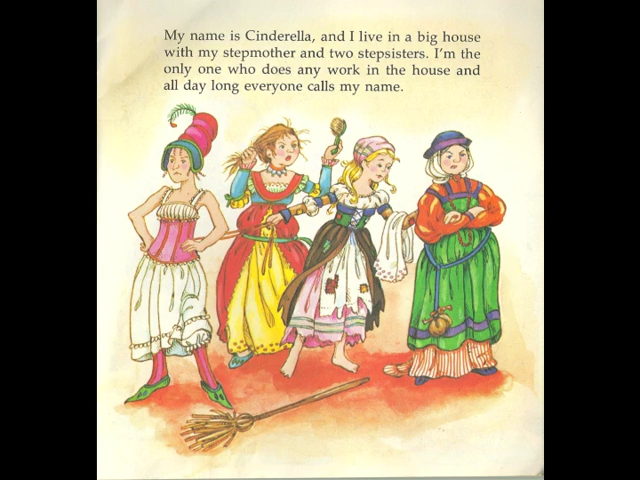 My name is Cinderella, and I live in a big house
with my stepmother and two stepsisters. I'm the
only one who does any work in the house and
all day long everyone calls my name.